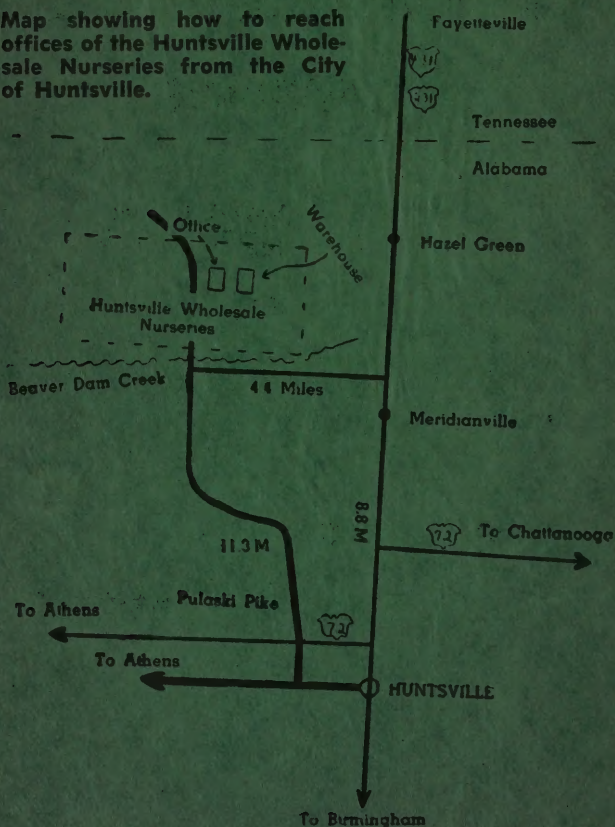 Map showing how to reach
offices of the Huntsville Whole-
sale Nurseries from the City
of Huntsville.
Fayetteville
431
231
Tennessee
Alabama
Office
Warehouse
Hazel Green
Huntsville Wholesale
Nurseries
Beaver Dam Creek
4 4 Miles
Meridianville
8.8 M
72
To Chattanooga
11.3 M
Pulaski Pike
To Athens
72
To Athens
HUNTSVILLE
To Birmingham